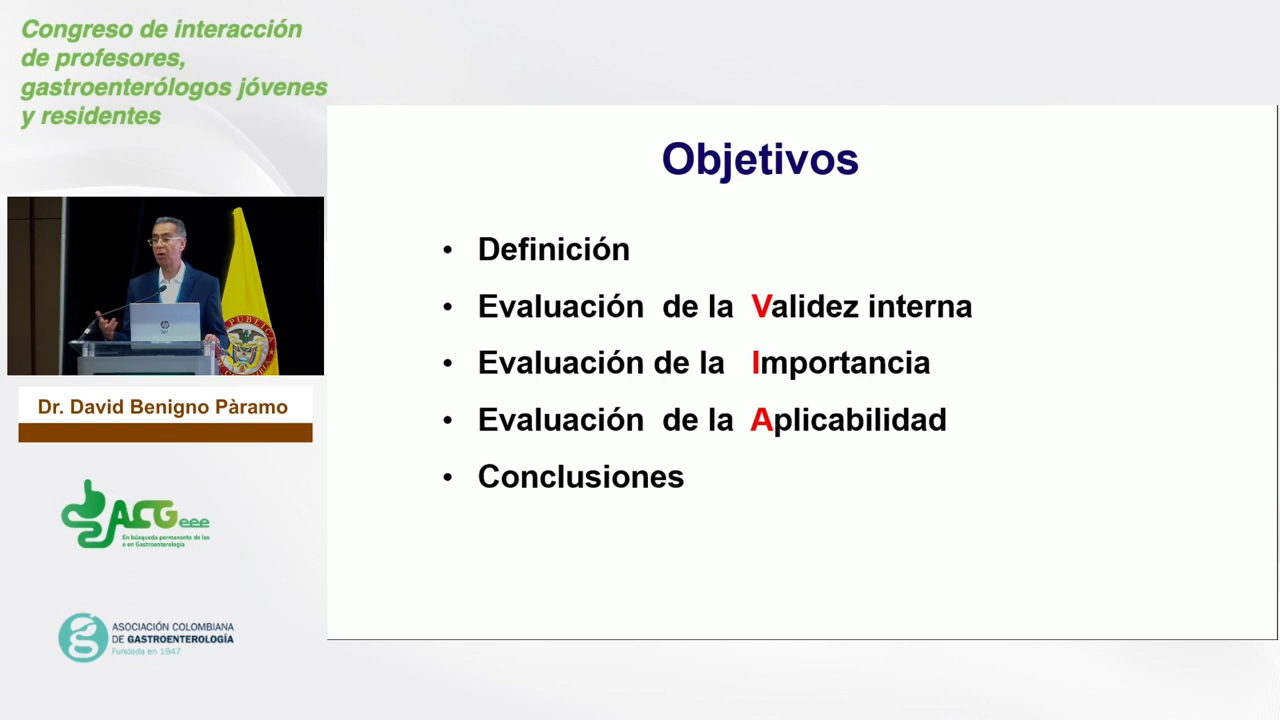 Congreso de interacción
de profesores,
gastroenterólogos jóvenes
y residentes
Objetivos
• Definición
• Evaluación de la Validez interna
• Evaluación de la Importancia
• Evaluación de la Aplicabilidad
• Conclusiones
Dr. David Benigno Pàramo
ACGeee
En búsqueda permanente de las
e en Gastroenterología
ASOCIACIÓN COLOMBIANA
DE GASTROENTEROLOGÍA
Fundada en 1947
hp